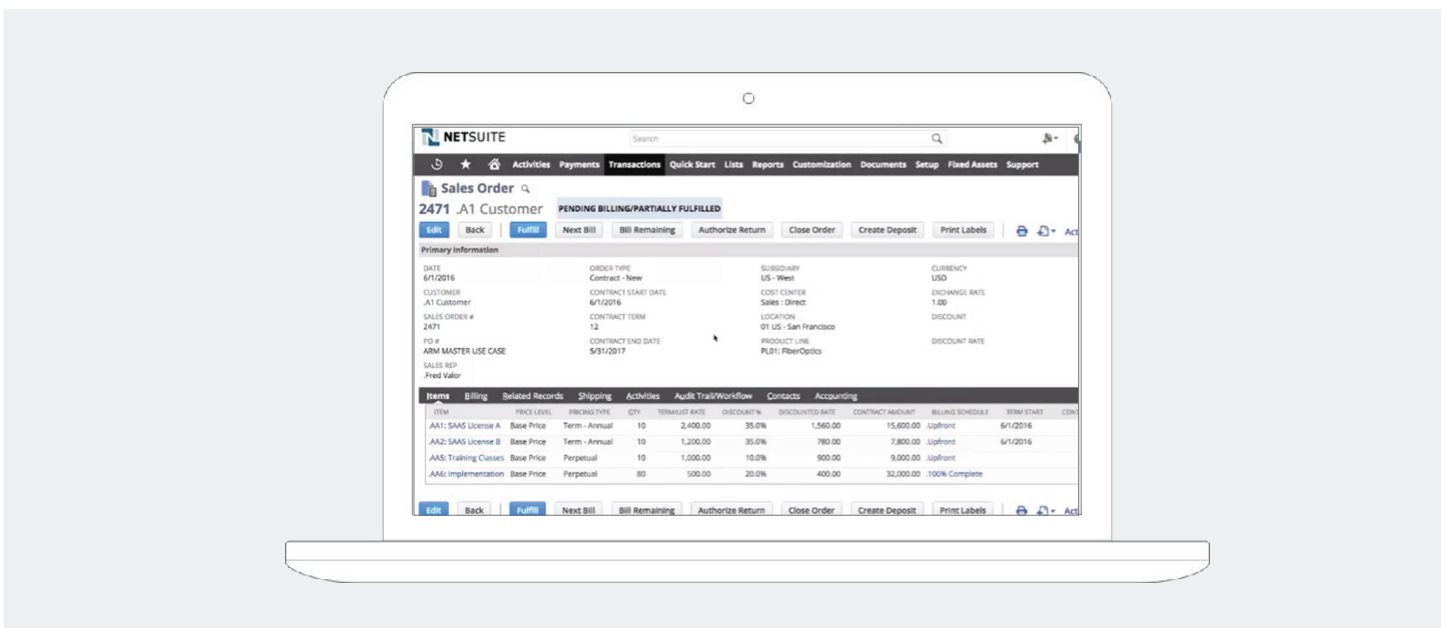 NETSUITE
Search
Activities Payments Transactions Quick Start Lists Reports Customization Documents Setup Fixed Assets Support
Sales Order
2471 .A1 Customer PENDING BILLING/PARTIALLY FULFILLED
Edit Back Fulfill Next Bill Bill Remaining Authorize Return Close Order Create Deposit Print Labels Act
Primary Information
DATE ORDER TYPE SUBSIDIARY CURRENCY
6/1/2016 Contract - New US - West USD
CUSTOMER CONTRACT START DATE COST CENTER EXCHANGE RATE
.A1 Customer 6/1/2016 Sales : Direct 1.00
SALES ORDER # CONTRACT TERM LOCATION DISCOUNT
2471 12 01 US - San Francisco
PO # CONTRACT END DATE PRODUCT LINE DISCOUNT RATE
ARM MASTER USE CASE 5/31/2017 PL01: FiberOptics
SALES REP
.Fred Valor
Items Billing Related Records Shipping Activities Audit Trail/Workflow Contacts Accounting
ITEM PRICE LEVEL PRICING TYPE QTY TERM/LIST RATE DISCOUNT % DISCOUNTED RATE CONTRACT AMOUNT BILLING SCHEDULE TERM START CONT
.AA1: SAAS License A Base Price Term - Annual 10 2,400.00 35.0% 1,560.00 15,600.00 .Upfront 6/1/2016
.AA2: SAAS License B Base Price Term - Annual 10 1,200.00 35.0% 780.00 7,800.00 .Upfront 6/1/2016
.AA5: Training Classes Base Price Perpetual 10 1,000.00 10.0% 900.00 9,000.00 .Upfront
.AA6: Implementation Base Price Perpetual 80 500.00 20.0% 400.00 32,000.00 .100% Complete
Edit Back Fulfill Next Bill Bill Remaining Authorize Return Close Order Create Deposit Print Labels Act